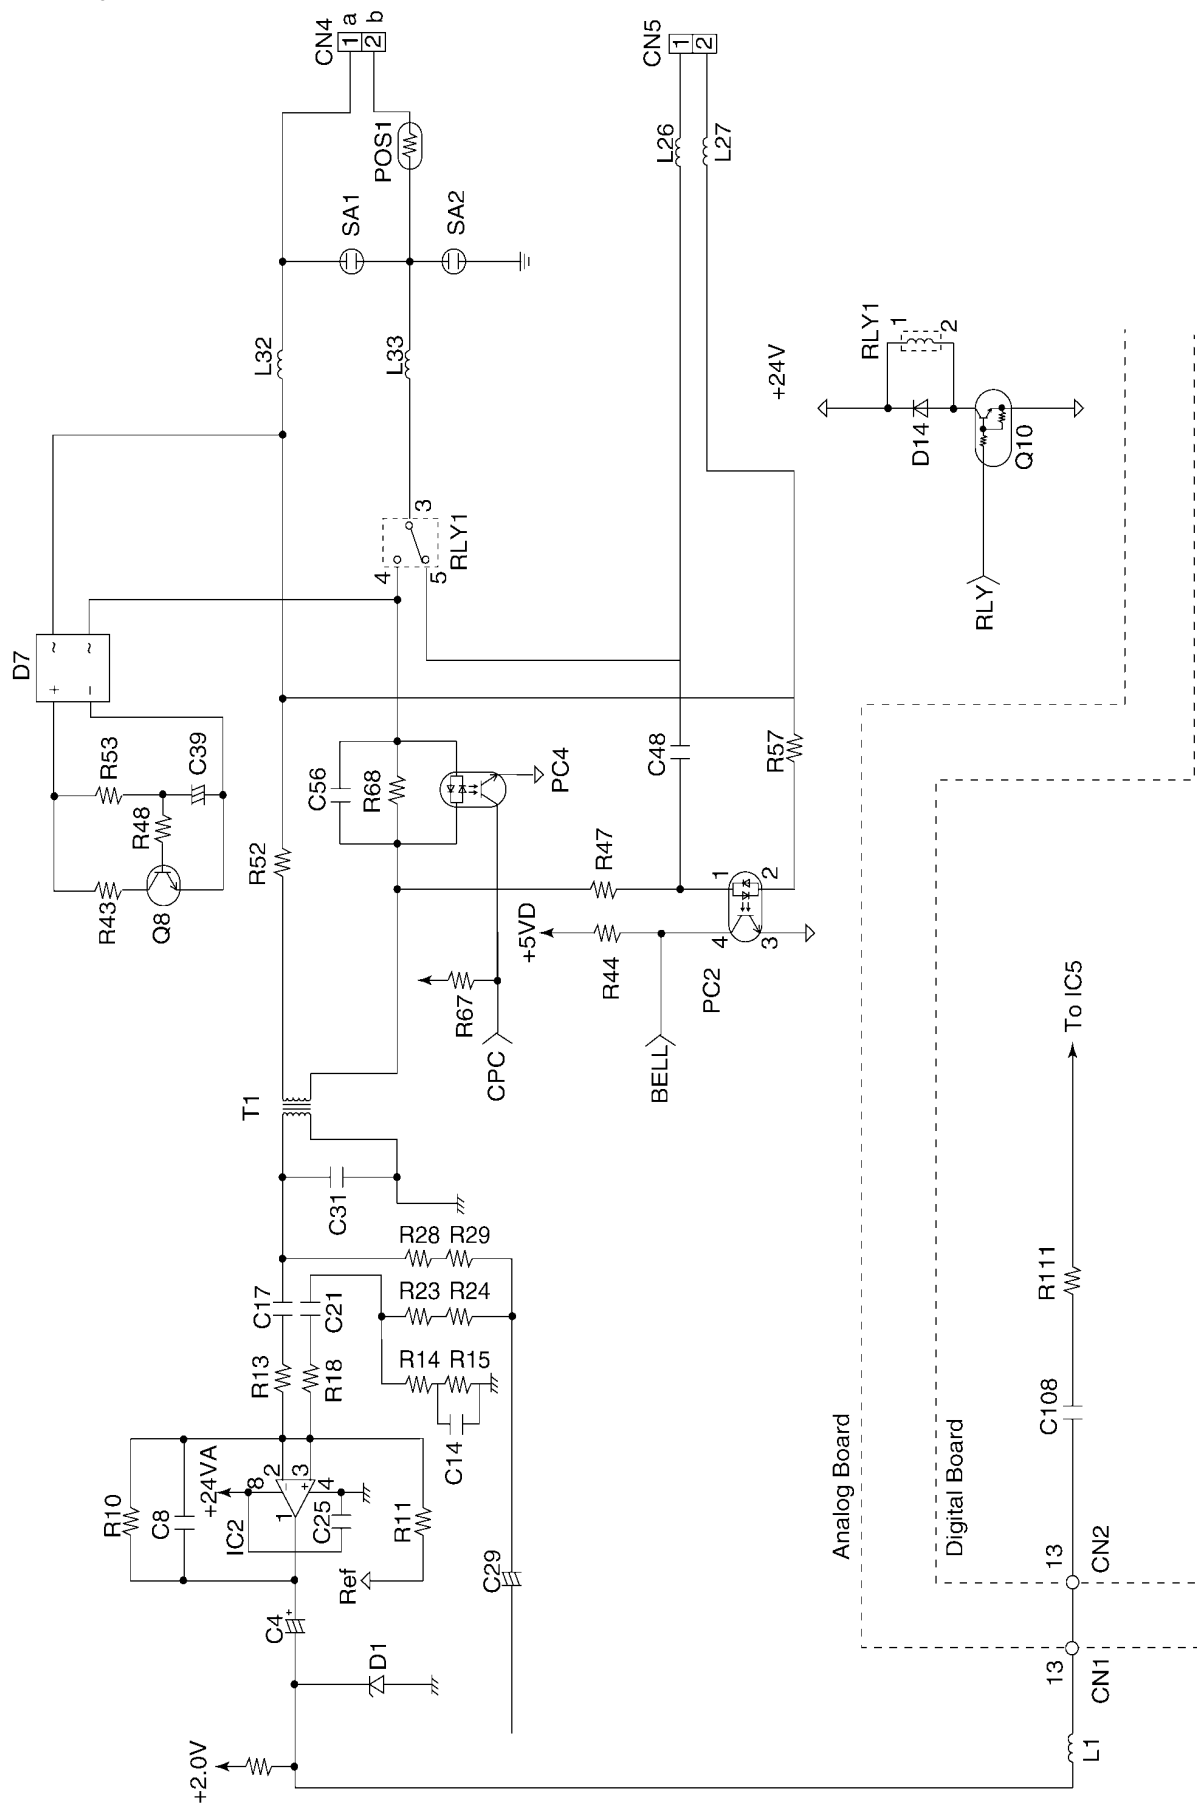 CN4
1 a
2 b
CN5
1
2
POS1
L26
L27
SA1
SA2
L32
L33
RLY1
1
2
+24V
D14
Q10
RLY
3
4
5
RLY1
D7
+ ~
− ~
R53
C39
R48
R43
Q8
R52
C56
R68
PC4
C48
R57
R47
1
2
+5VD
R44
4
3
PC2
R67
CPC
BELL
T1
To IC5
C31
R28 R29
R23 R24
R14 R15
C17
C21
R13
R18
C14
R111
C108
Analog Board
Digital Board
R10
C8
+24VA
8
2
−
3
+
4
1
IC2
C25
R11
Ref
C29
C4
+
D1
13
CN2
13
CN1
+2.0V
L1